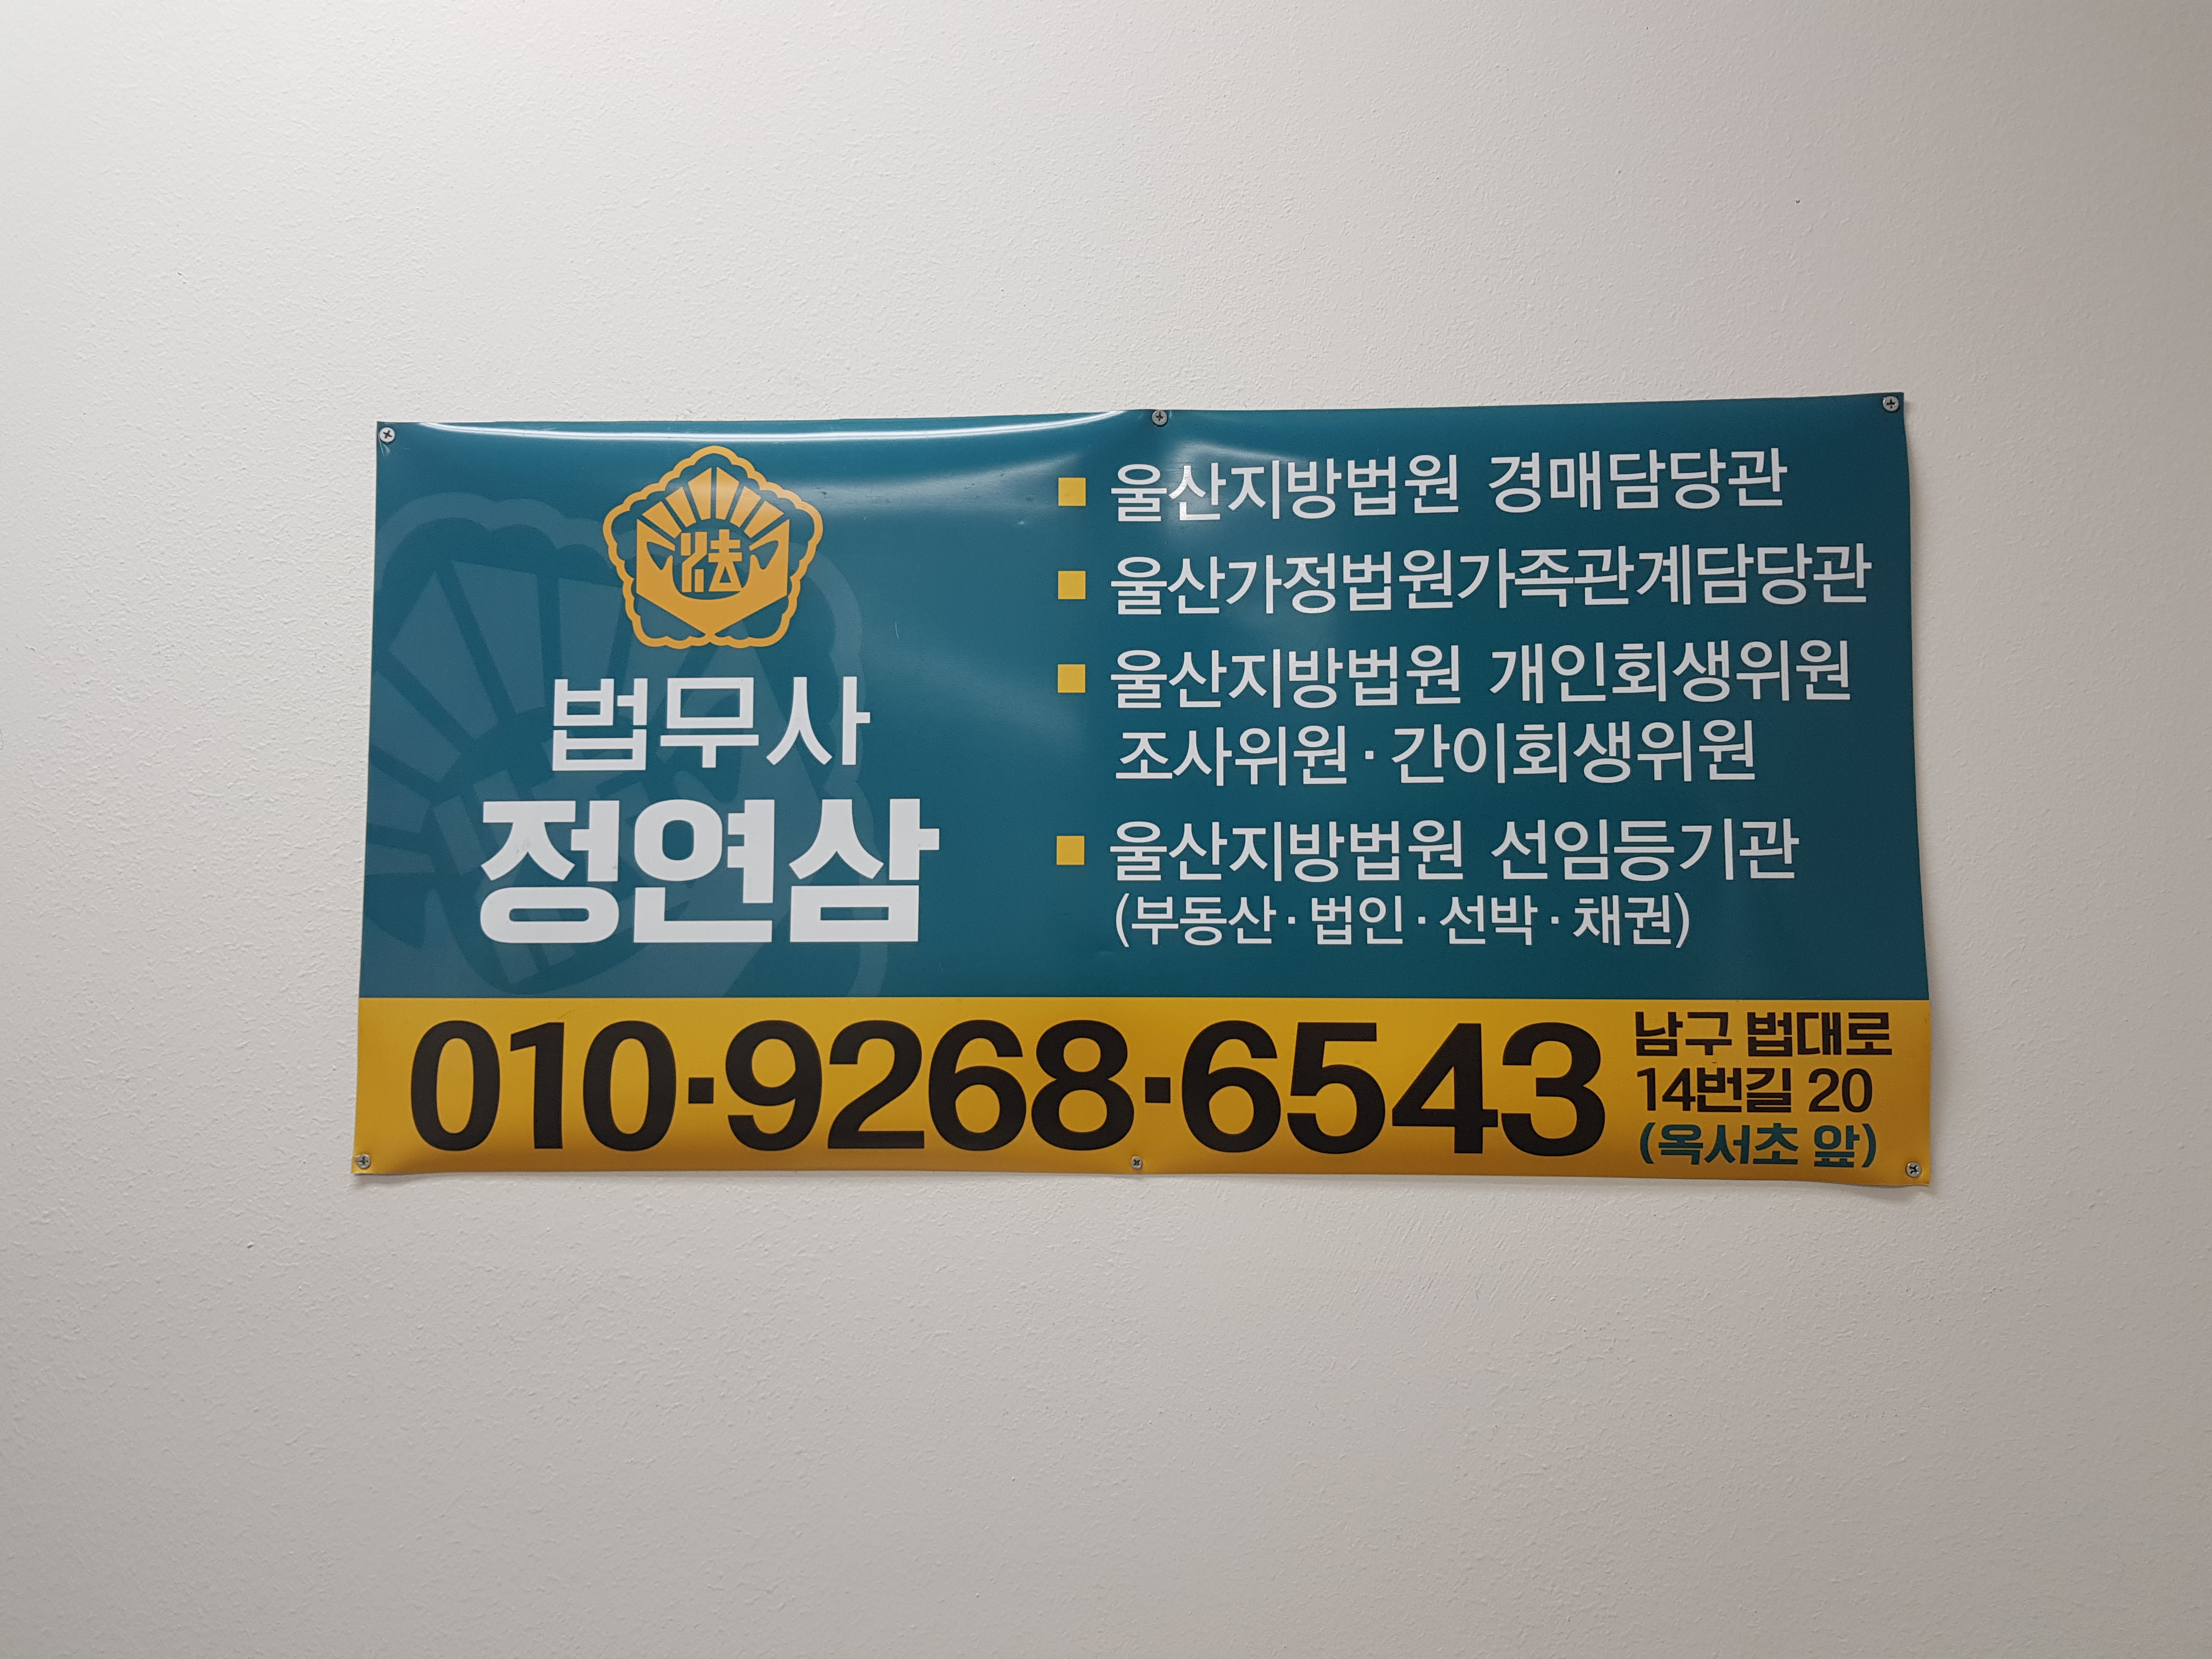 法
법무사
정연삼
울산지방법원 경매담당관
울산가정법원가족관계담당관
울산지방법원 개인회생위원
조사위원·간이회생위원
울산지방법원 선임등기관
(부동산·법인·선박·채권)
010·9268·6543
남구 법대로
14번길 20
(옥서초 앞)